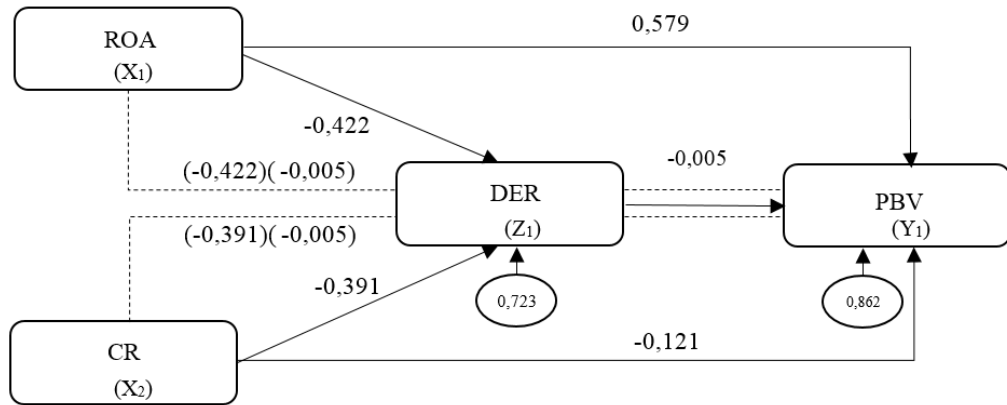 ROA
(X₁)
0,579
-0,422
(-0,422)(-0,005)
-0,005
DER
(Z₁)
PBV
(Y₁)
(-0,391)(-0,005)
-0,391
0,723
0,862
CR
(X₂)
-0,121